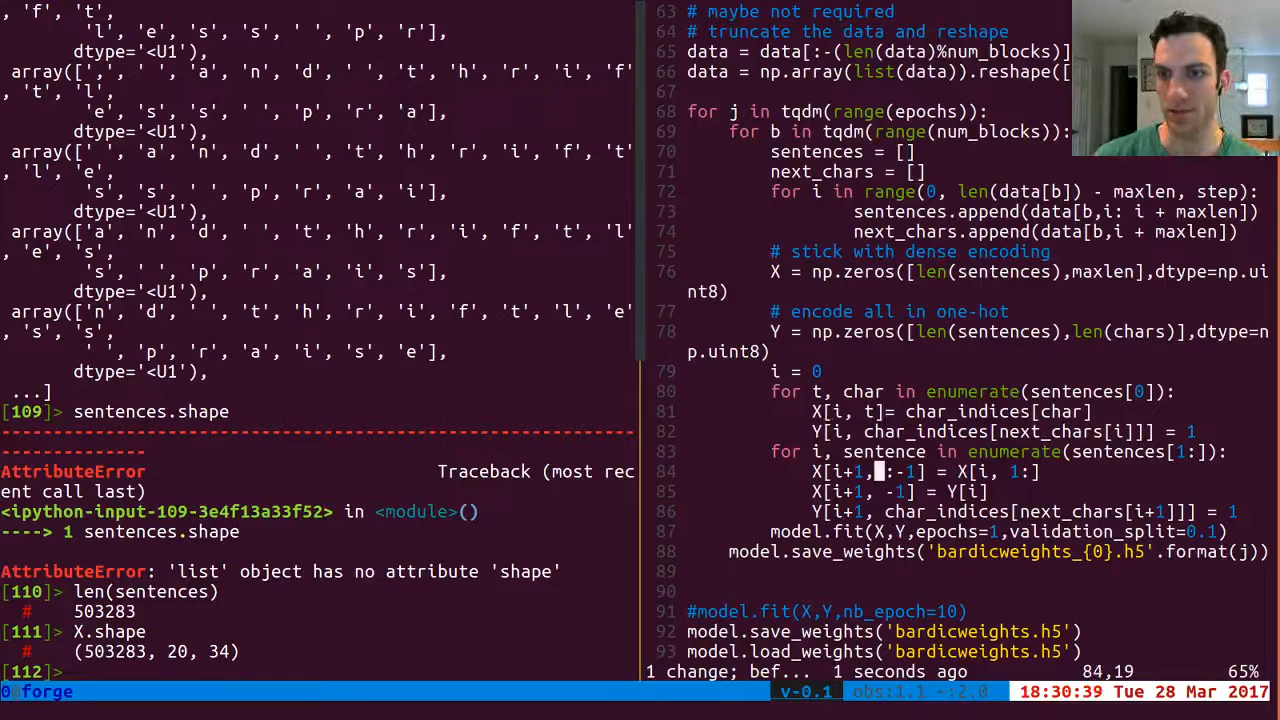 , 'f', 't',
'l', 'e', 's', 's', ' ', 'p', 'r'],
dtype='<U1'),
array([',', ' ', 'a', 'n', 'd', ' ', 't', 'h', 'r', 'i', 'f'
, 't', 'l',
'e', 's', 's', ' ', 'p', 'r', 'a'],
dtype='<U1'),
array([' ', 'a', 'n', 'd', ' ', 't', 'h', 'r', 'i', 'f', 't'
, 'l', 'e',
's', 's', ' ', 'p', 'r', 'a', 'i'],
dtype='<U1'),
array(['a', 'n', 'd', ' ', 't', 'h', 'r', 'i', 'f', 't', 'l'
, 'e', 's',
's', ' ', 'p', 'r', 'a', 'i', 's'],
dtype='<U1'),
array(['n', 'd', ' ', 't', 'h', 'r', 'i', 'f', 't', 'l', 'e'
, 's', 's',
' ', 'p', 'r', 'a', 'i', 's', 'e'],
dtype='<U1'),
...]
[109]> sentences.shape
---------------------------------------------------------------------------
AttributeError Traceback (most rec
ent call last)
<ipython-input-109-3e4f13a33f52> in <module>()
----> 1 sentences.shape
AttributeError: 'list' object has no attribute 'shape'
[110]> len(sentences)
# 503283
[111]> X.shape
# (503283, 20, 34)
[112]>
63 # maybe not required
64 # truncate the data and reshape
65 data = data[:-(len(data)%num_blocks)]
66 data = np.array(list(data)).reshape([
67
68 for j in tqdm(range(epochs)):
69 for b in tqdm(range(num_blocks)):
70 sentences = []
71 next_chars = []
72 for i in range(0, len(data[b]) - maxlen, step):
73 sentences.append(data[b,i: i + maxlen])
74 next_chars.append(data[b,i + maxlen])
75 # stick with dense encoding
76 X = np.zeros([len(sentences),maxlen],dtype=np.ui
nt8)
77 # encode all in one-hot
78 Y = np.zeros([len(sentences),len(chars)],dtype=n
p.uint8)
79 i = 0
80 for t, char in enumerate(sentences[0]):
81 X[i, t]= char_indices[char]
82 Y[i, char_indices[next_chars[i]]] = 1
83 for i, sentence in enumerate(sentences[1:]):
84 X[i+1, :-1] = X[i, 1:]
85 X[i+1, -1] = Y[i]
86 Y[i+1, char_indices[next_chars[i+1]]] = 1
87 model.fit(X,Y,epochs=1,validation_split=0.1)
88 model.save_weights('bardicweights_{0}.h5'.format(j))
89
90
91 #model.fit(X,Y,nb_epoch=10)
92 model.save_weights('bardicweights.h5')
93 model.load_weights('bardicweights.h5')
1 change; bef... 1 seconds ago 84,19 65%
0@forge v-0.1 obs:1.1 ~:2.0 18:30:39 Tue 28 Mar 2017